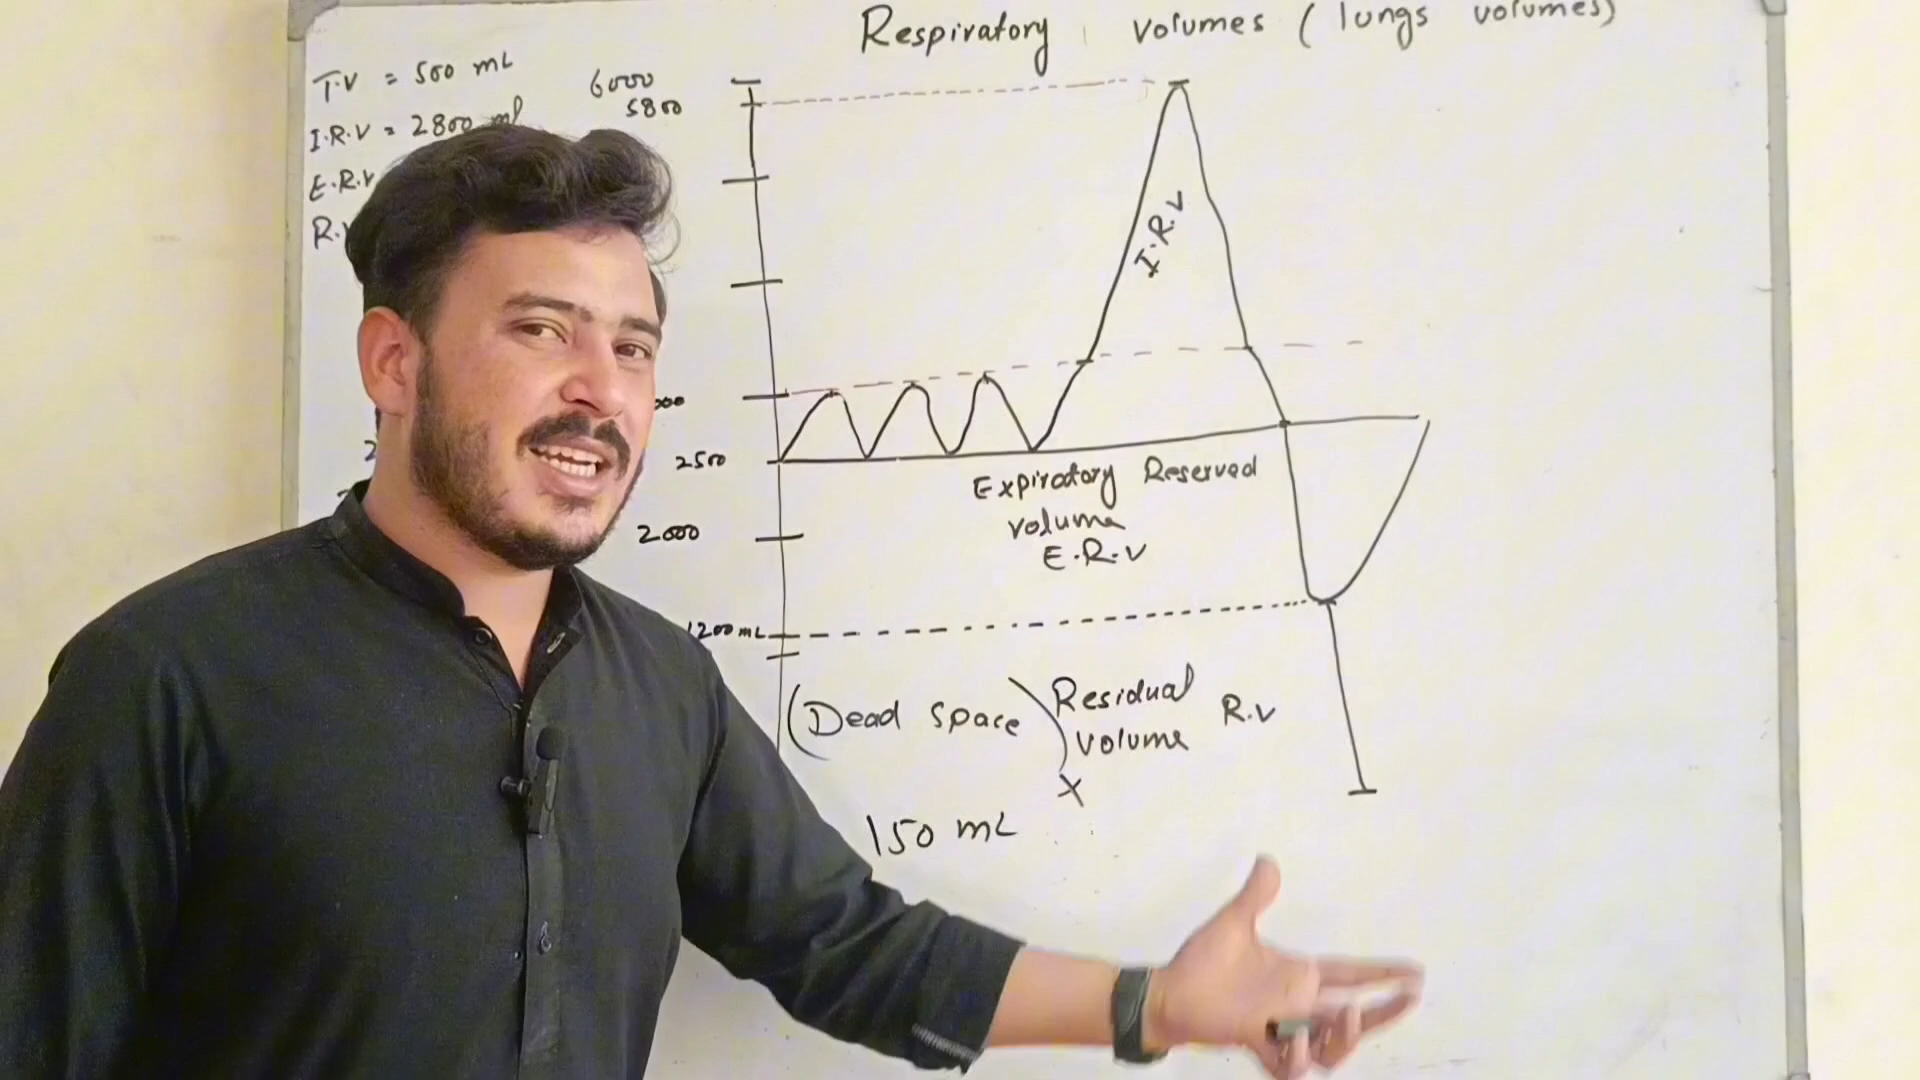 Respiratory volumes ( lungs volumes)
T.V = 500 mL
I.R.V = 2800 ml
E.R.V
R.V
6000
5800
I.R.V
000
2500
Expiratory Reserved
volume
E.R.V
2000
1200 mL
(Dead space) Residual
volume R.V
x
150 mL